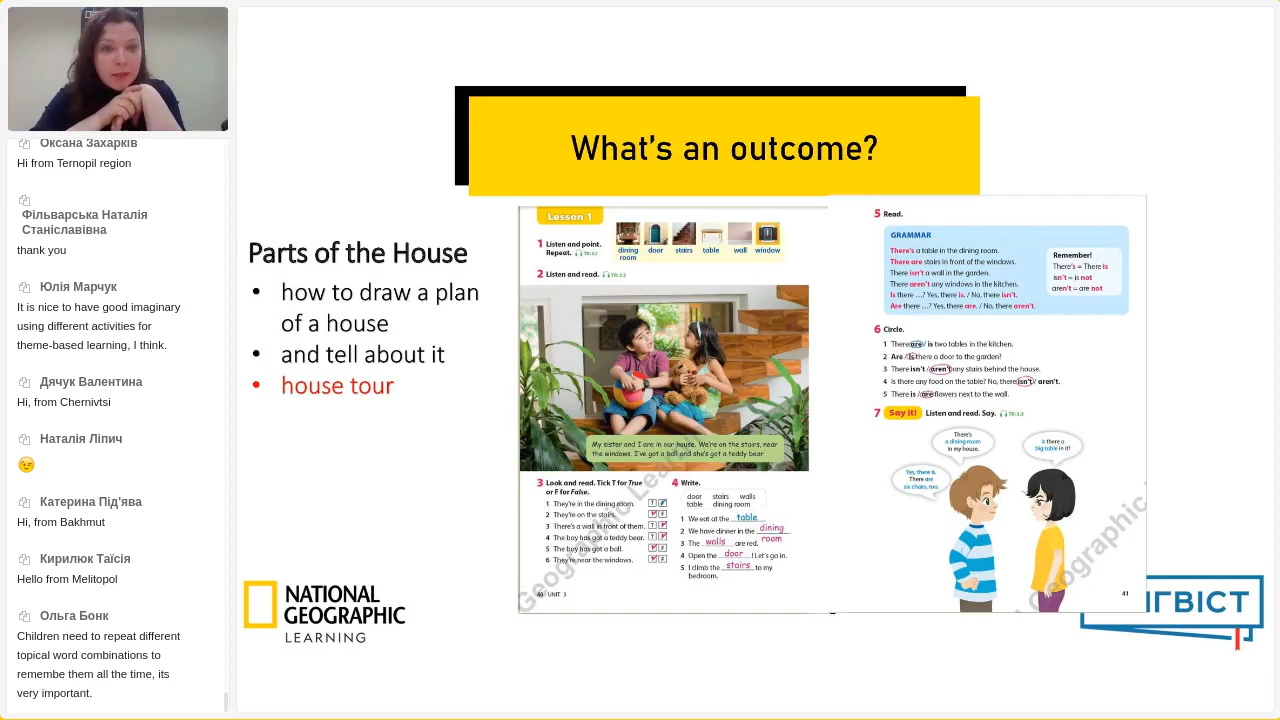 Оксана Захарків
Hi from Ternopil region
Фільварська Наталія
Станіславівна
hank you
Юлія Марчук
It is nice to have good imaginary
using different activities for
theme-based learning, I think.
Дячук Валентина
Hi, from Chernivtsi
Наталія Ліпич
Катерина Під'ява
Hi, from Bakhmut
Кирилюк Таїсія
Hello from Melitopol
Ольга Бонк
Children need to repeat different
topical word combinations to
remembe them all the time, its
very important.
What's an outcome?
Parts of the House
• how to draw a plan
of a house
• and tell about it
• house tour
NATIONAL
GEOGRAPHIC
LEARNING
Lesson 1
1 Listen and point.
Repeat. TR: 3.1
dining room door stairs table wall window
2 Listen and read. TR: 3.2
My sister and I are in our house. We're on the stairs, near
the windows. I've got a ball and she's got a teddy bear
3 Look and read. Tick T for True
or F for False.
1 They're in the dining room. T
2 They're on the stairs. F
3 There's a wall in front of them. T
4 The boy has got a teddy bear. T
5 The boy has got a ball. F
6 They're near the windows. F
4 Write.
door stairs walls
table dining room
1 We eat at the table.
2 We have dinner in the dining room
3 The walls are red.
4 Open the door! Let's go in.
5 I climb the stairs to my
bedroom.
40 UNIT 3
5 Read.
GRAMMAR
There's a table in the dining room.
There are stairs in front of the windows.
There isn't a wall in the garden.
There aren't any windows in the kitchen.
Is there ...? Yes, there is. / No, there isn't.
Are there ...? Yes, there are. / No, there aren't.
Remember!
There's = There is
isn't = is not
aren't = are not
6 Circle.
1 There are / is two tables in the kitchen.
2 Are / Is there a door to the garden?
3 There isn't / aren't any stairs behind the house.
4 Is there any food on the table? No, there isn't / aren't.
5 There is / are flowers next to the wall.
7 Say it! Listen and read. Say. TR: 3.3
There's
a dining room
in my house.
Is there a
big table in it?
Yes, there is.
There are
six chairs, too.
41
Geographic Lear
Geographic
ІГВІСТ